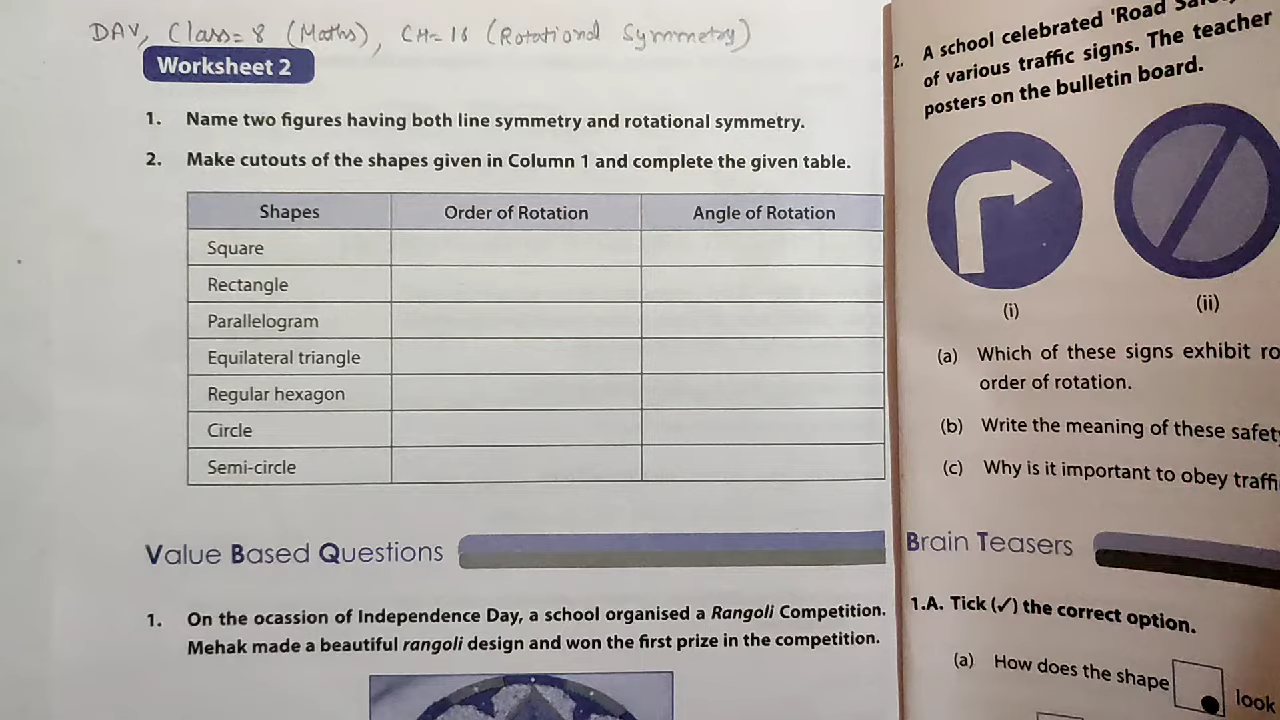 DAV, Class=8 (Maths), CH=16 (Rotational Symmetry)
Worksheet 2
1. Name two figures having both line symmetry and rotational symmetry.
2. Make cutouts of the shapes given in Column 1 and complete the given table.
Shapes Order of Rotation Angle of Rotation
Square
Rectangle
Parallelogram
Equilateral triangle
Regular hexagon
Circle
Semi-circle
Value Based Questions
1. On the ocassion of Independence Day, a school organised a Rangoli Competition.
Mehak made a beautiful rangoli design and won the first prize in the competition.
2. A school celebrated 'Road
of various traffic signs. The teacher
posters on the bulletin board.
(i)
(ii)
(a) Which of these signs exhibit ro
order of rotation.
(b) Write the meaning of these safety
(c) Why is it important to obey traffi
Brain Teasers
1.A. Tick (✓) the correct option.
(a) How does the shape look